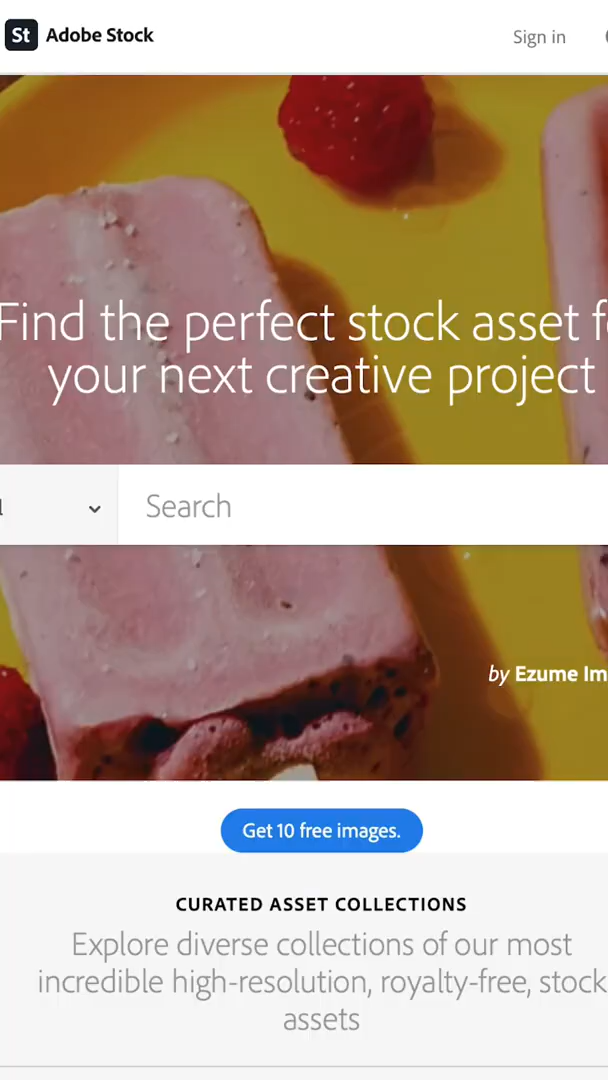 St Adobe Stock
Sign in
Find the perfect stock asset f
your next creative project
Search
by Ezume Im
Get 10 free images.
CURATED ASSET COLLECTIONS
Explore diverse collections of our most
incredible high-resolution, royalty-free, stock
assets